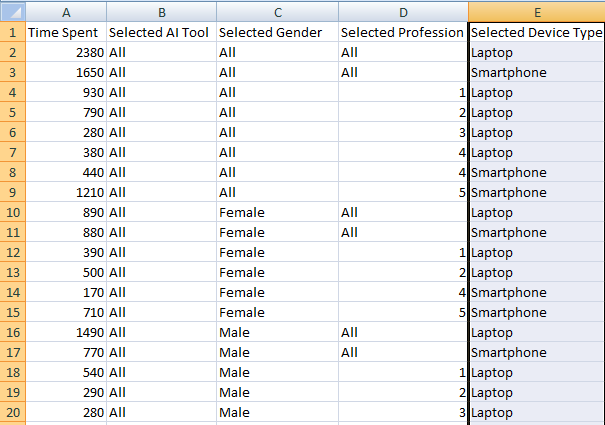 A B C D E
1 Time Spent Selected AI Tool Selected Gender Selected Profession Selected Device Type
2 2380 All All All Laptop
3 1650 All All All Smartphone
4 930 All All 1 Laptop
5 790 All All 2 Laptop
6 280 All All 3 Laptop
7 380 All All 4 Laptop
8 440 All All 4 Smartphone
9 1210 All All 5 Smartphone
10 890 All Female All Laptop
11 880 All Female All Smartphone
12 390 All Female 1 Laptop
13 500 All Female 2 Laptop
14 170 All Female 4 Smartphone
15 710 All Female 5 Smartphone
16 1490 All Male All Laptop
17 770 All Male All Smartphone
18 540 All Male 1 Laptop
19 290 All Male 2 Laptop
20 280 All Male 3 Laptop